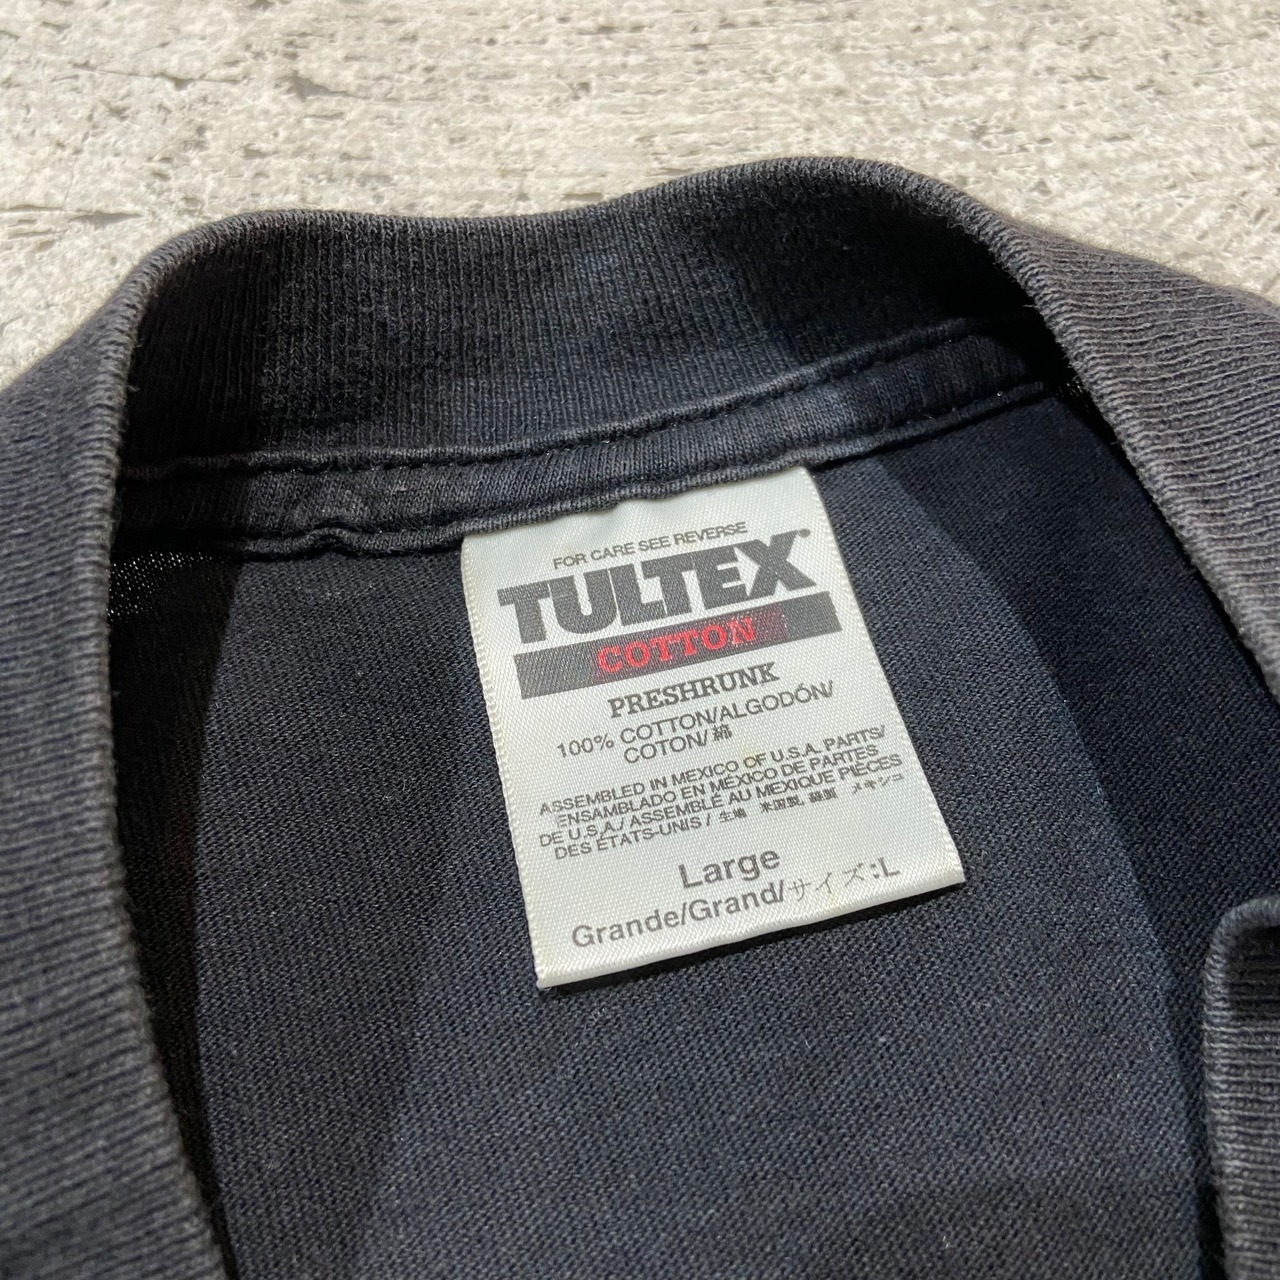 FOR CARE SEE REVERSE
TULTEX
COTTON
PRESHRUNK
100% COTTON/ALGODÓN/
COTON/綿
ASSEMBLED IN MEXICO OF U.S.A. PARTS/
ENSAMBLADO EN MÉXICO DE PARTES
DE U.S.A./ASSEMBLÉ AU MEXIQUE PIÈCES
DES ÉTATS-UNIS/生地 米国製, 縫製 メキシコ
Large
Grande/Grand/サイズ:L